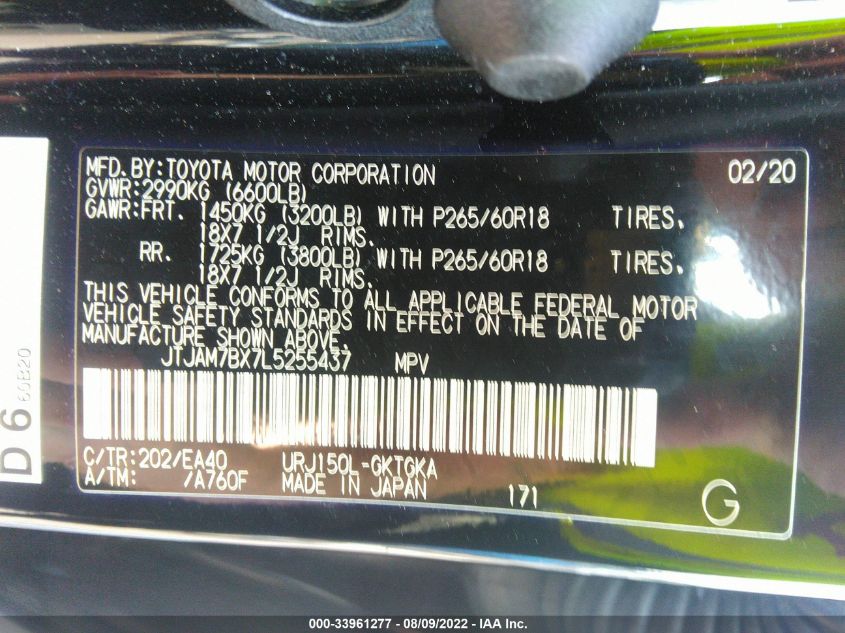 MFD.BY:TOYOTA MOTOR CORPORATION 02/20
GVWR:2990KG (6600LB)
GAWR:FRT. 1450KG (3200LB) WITH P265/60R18 TIRES.
18X7 1/2J RIMS.
RR. 1725KG (3800LB) WITH P265/60R18 TIRES.
18X7 1/2J RIMS.
THIS VEHICLE CONFORMS TO ALL APPLICABLE FEDERAL MOTOR
VEHICLE SAFETY STANDARDS IN EFFECT ON THE DATE OF
MANUFACTURE SHOWN ABOVE.
JTJAM7BX7L5255437 MPV
C/TR:202/EA40 URJ150L-GKTGKA
A/TM: /A760F MADE IN JAPAN 171 G
D 6 60B20
000-33961277 - 08/09/2022 - IAA Inc.